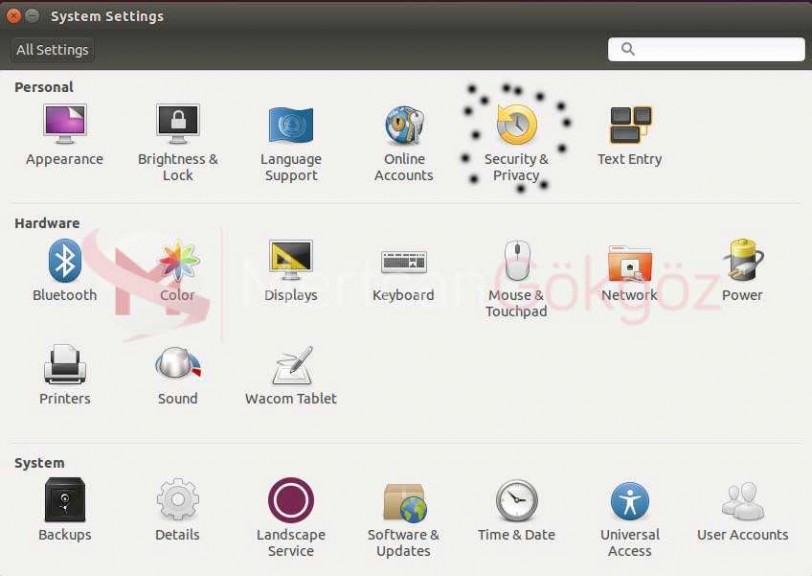 System Settings
All Settings
Personal
Appearance
Brightness &
Lock
Language
Support
Online
Accounts
Security &
Privacy
Text Entry
Hardware
Bluetooth
Color
Displays
Keyboard
Mouse &
Touchpad
Network
Power
MertcanGökgöz
Printers
Sound
Wacom Tablet
System
Backups
Details
Landscape
Service
Software &
Updates
Time & Date
Universal
Access
User Accounts